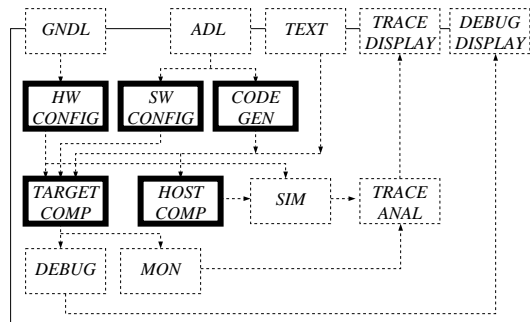 GNDL
ADL
TEXT
TRACE
DISPLAY
DEBUG
DISPLAY
HW
CONFIG
SW
CONFIG
CODE
GEN
TARGET
COMP
HOST
COMP
SIM
TRACE
ANAL
DEBUG
MON